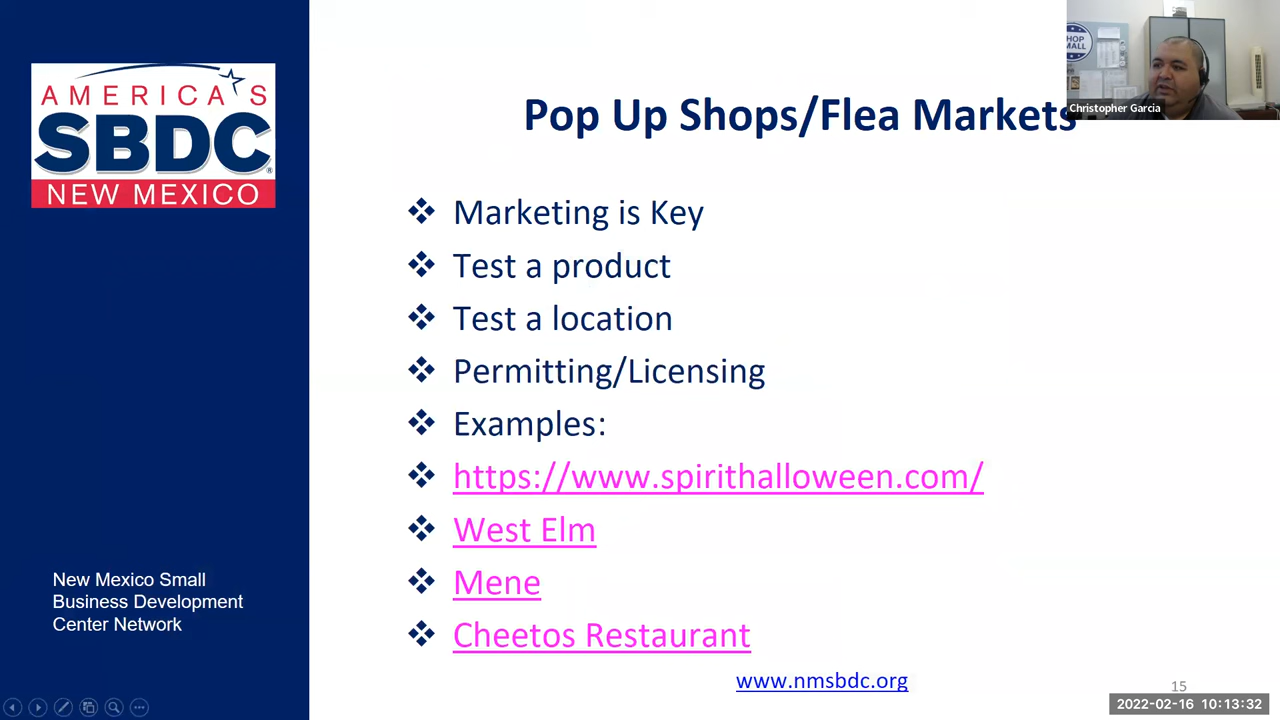 AMERICA'S
SBDC®
NEW MEXICO
SHOP
SMALL
Christopher Garcia
Pop Up Shops/Flea Markets
❖ Marketing is Key
❖ Test a product
❖ Test a location
❖ Permitting/Licensing
❖ Examples:
❖ https://www.spirithalloween.com/
❖ West Elm
❖ Mene
❖ Cheetos Restaurant
New Mexico Small
Business Development
Center Network
www.nmsbdc.org
15
2022-02-16 10:13:32